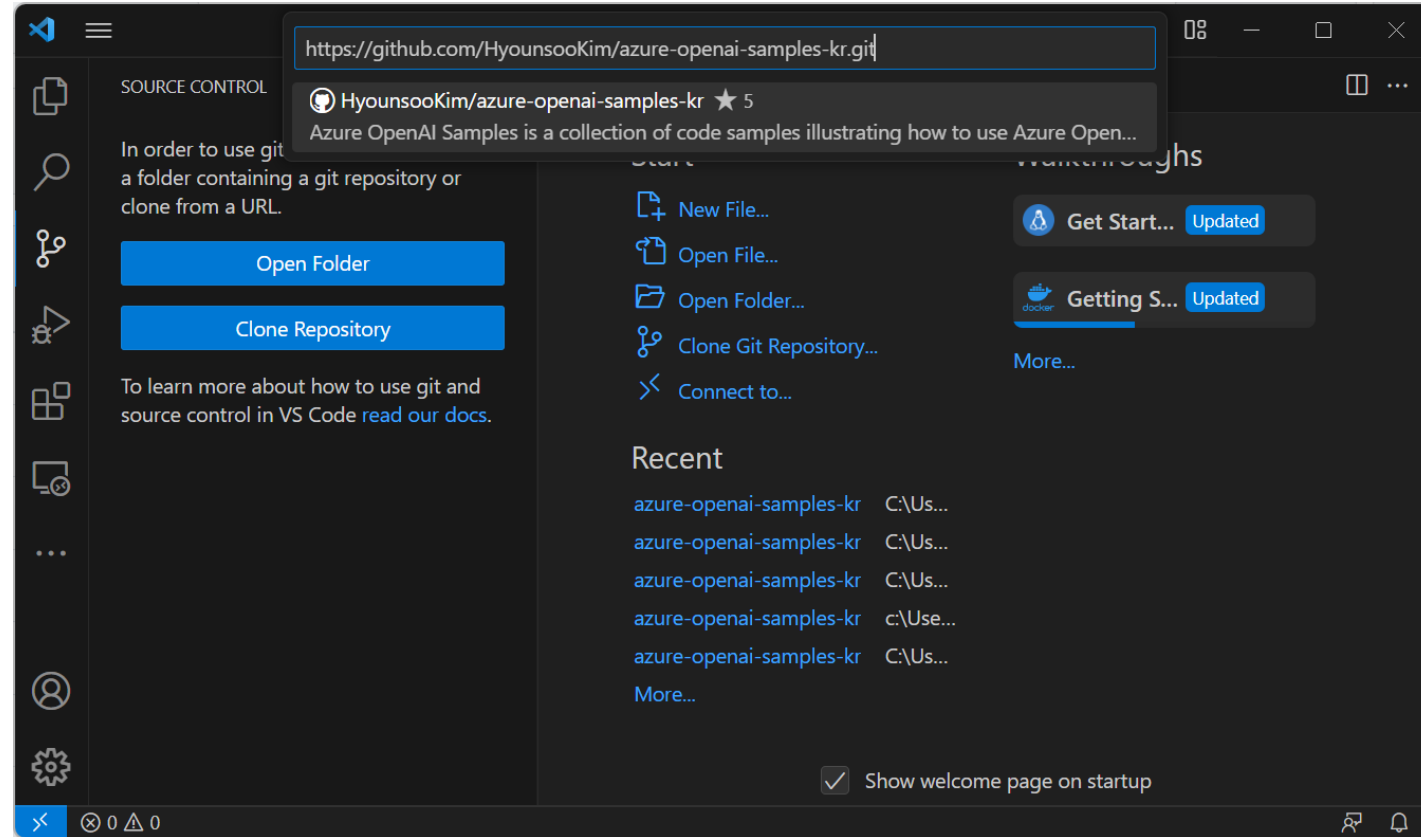 https://github.com/HyounsooKim/azure-openai-samples-kr.git
HyounsooKim/azure-openai-samples-kr ★ 5
Azure OpenAI Samples is a collection of code samples illustrating how to use Azure Open...
SOURCE CONTROL
In order to use git
a folder containing a git repository or
clone from a URL.
Open Folder
Clone Repository
To learn more about how to use git and
source control in VS Code read our docs.
Start
New File...
Open File...
Open Folder...
Clone Git Repository...
Connect to...
Recent
azure-openai-samples-kr C:\Us...
azure-openai-samples-kr C:\Us...
azure-openai-samples-kr C:\Us...
azure-openai-samples-kr c:\Use...
azure-openai-samples-kr C:\Us...
More...
Walkthroughs
Get Start... Updated
docker
Getting S... Updated
More...
Show welcome page on startup
0 0